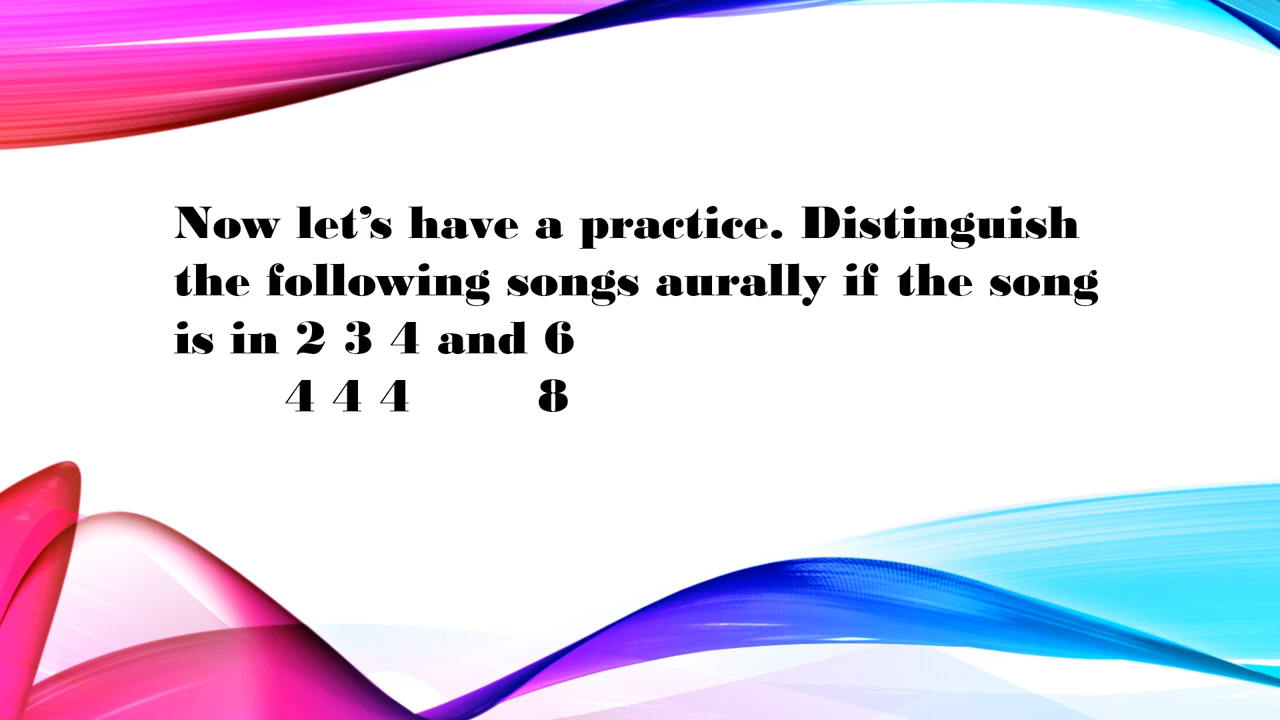 Now let’s have a practice. Distinguish
the following songs aurally if the song
is in 2 3 4 and 6
4 4 4 8